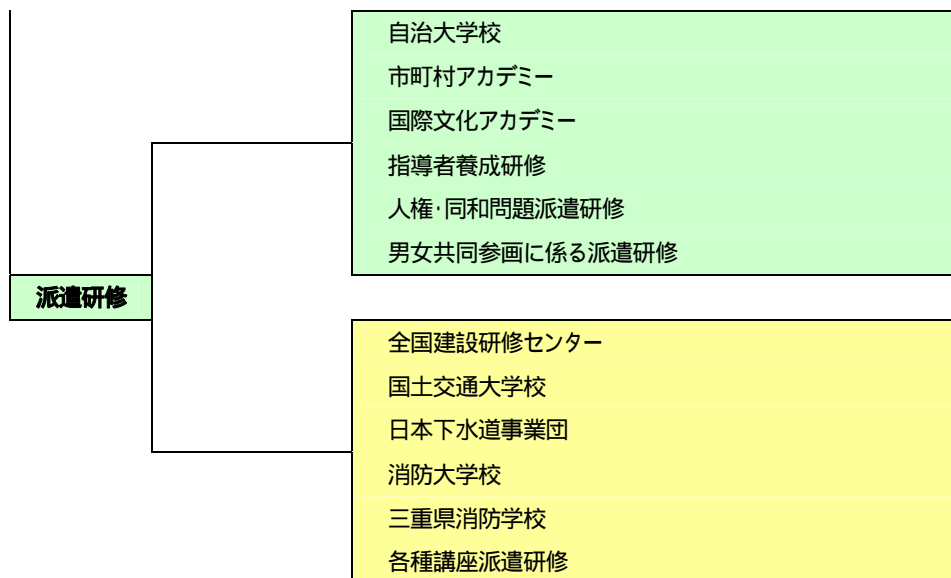 自治大学校
市町村アカデミー
国際文化アカデミー
指導者養成研修
人権・同和問題派遣研修
男女共同参画に係る派遣研修
派遣研修
全国建設研修センター
国土交通大学校
日本下水道事業団
消防大学校
三重県消防学校
各種講座派遣研修